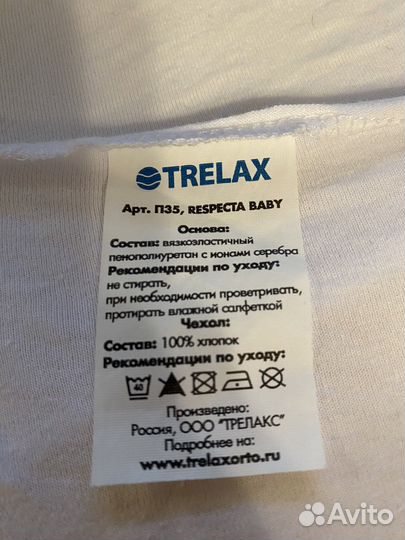 TRELAX
Арт. П35, RESPECTA BABY
Основа:
Состав: вязкоэластичный
пенополиуретан с ионами серебра
Рекомендации по уходу:
не стирать,
при необходимости проветривать,
протирать влажной салфеткой
Чехол:
Состав: 100% хлопок
Рекомендации по уходу:
40
Произведено:
Россия, ООО "ТРЕЛАКС"
Подробнее на:
www.trelaxorto.ru
Avito